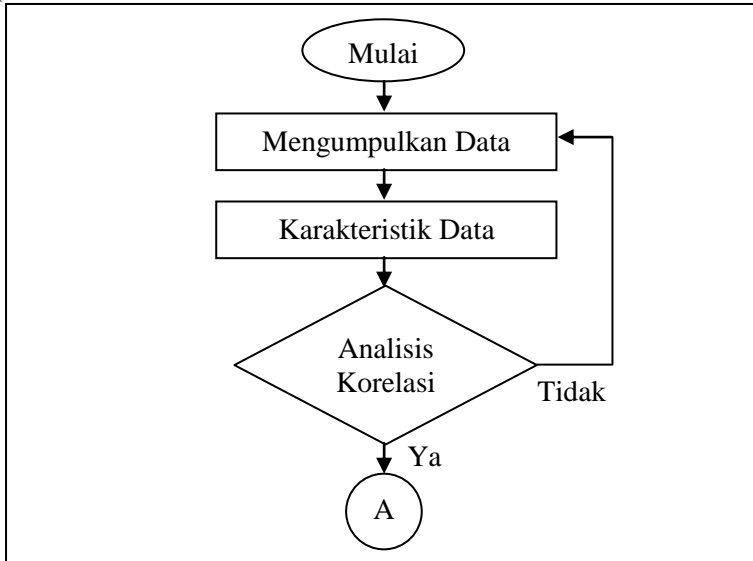 Mulai
Mengumpulkan Data
Karakteristik Data
Analisis
Korelasi
Tidak
Ya
A